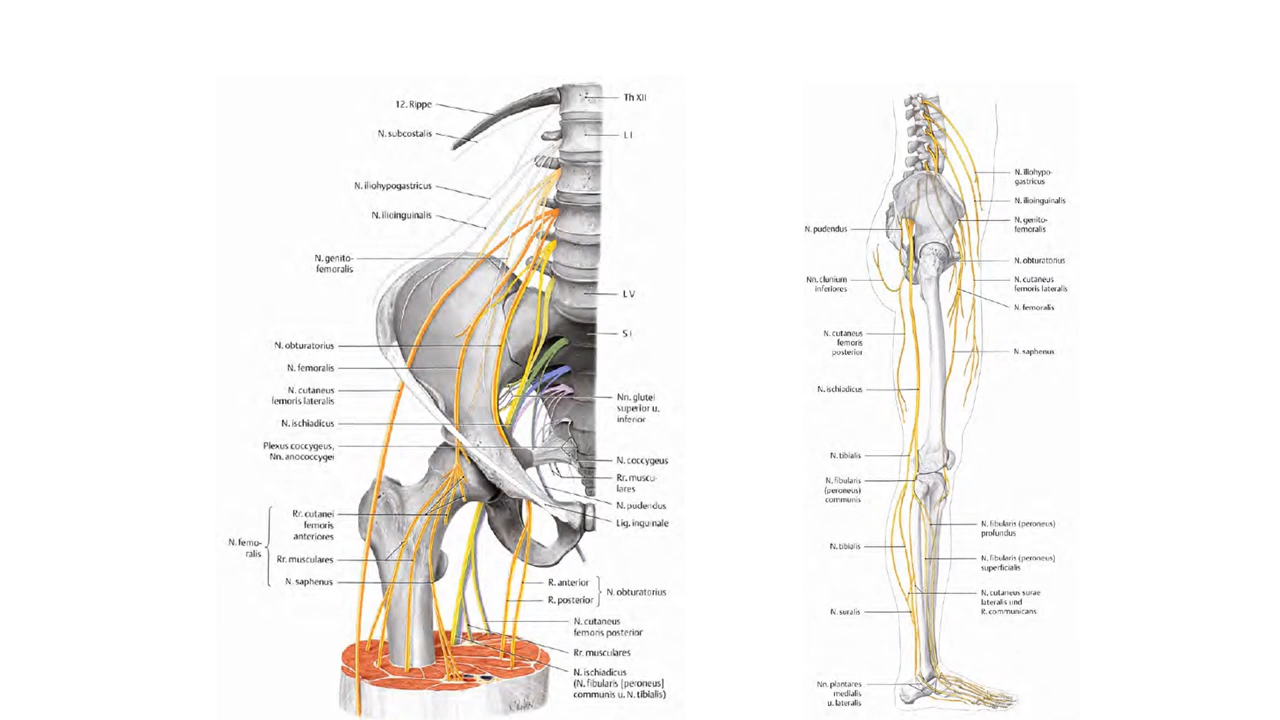 12. Rippe
N. subcostalis
N. iliohypogastricus
N. ilioinguinalis
N. genito-
femoralis
N. obturatorius
N. femoralis
N. cutaneus
femoris lateralis
N. ischiadicus
Plexus coccygeus,
Nn. anococcygei
N. femo-
ralis
Rr. cutanei
femoris
anteriores
Rr. musculares
N. saphenus
Th XII
L I
L V
S I
Nn. glutei
superior u.
inferior
N. coccygeus
Rr. muscu-
lares
N. pudendus
Lig. inguinale
R. anterior
R. posterior
N. obturatorius
N. cutaneus
femoris posterior
Rr. musculares
N. ischiadicus
(N. fibularis [peroneus]
communis u. N. tibialis)
N. pudendus
Nn. clunium
inferiores
N. cutaneus
femoris
posterior
N. ischiadicus
N. tibialis
N. fibularis
(peroneus)
communis
N. tibialis
N. suralis
Nn. plantares
medialis
u. lateralis
N. iliohypo-
gastricus
N. ilioinguinalis
N. genito-
femoralis
N. obturatorius
N. cutaneus
femoris lateralis
N. femoralis
N. saphenus
N. fibularis (peroneus)
profundus
N. fibularis (peroneus)
superficialis
N. cutaneus surae
lateralis und
R. communicans